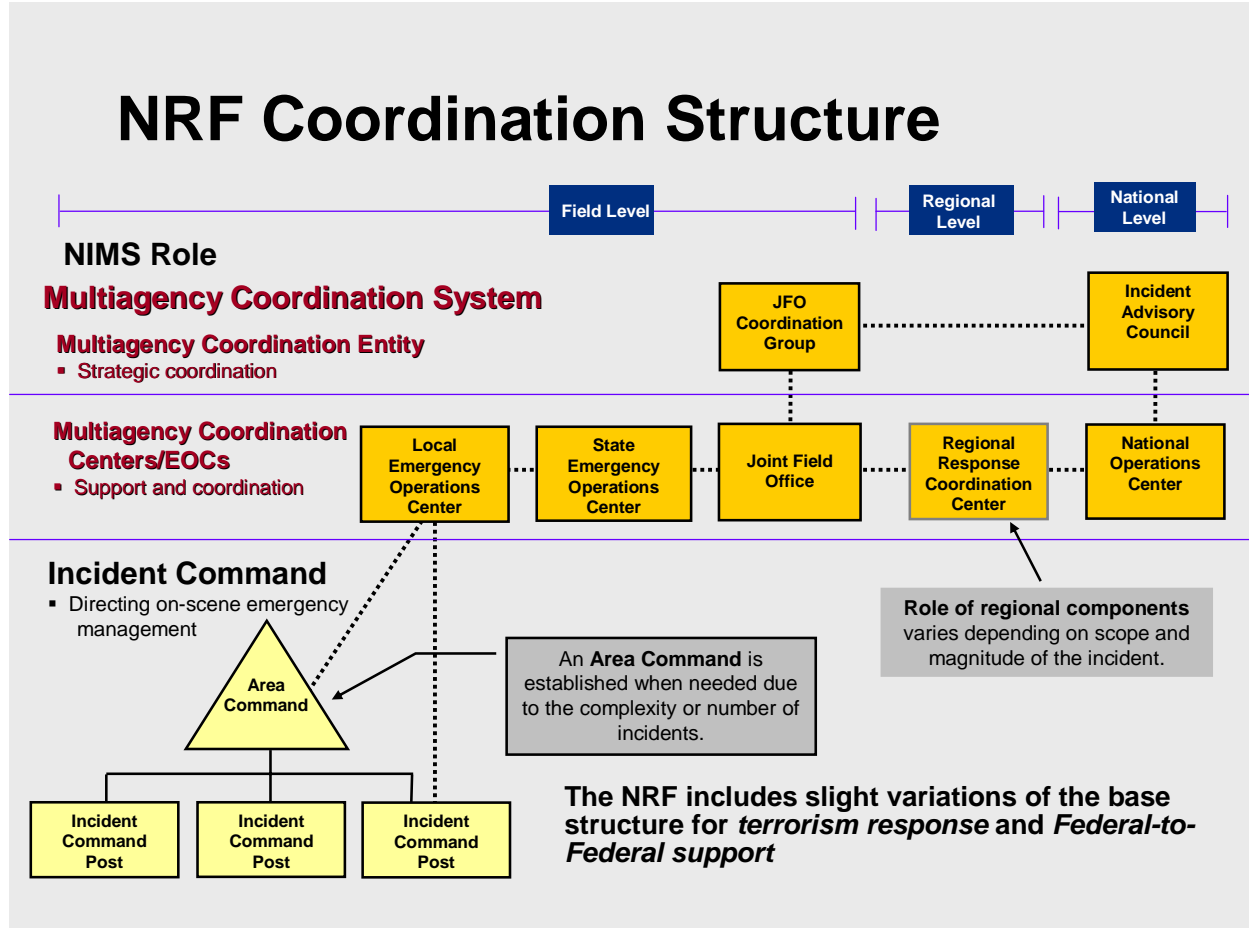 NRF Coordination Structure
Field Level
Regional
Level
National
Level
NIMS Role
Multiagency Coordination System
Multiagency Coordination Entity
▪ Strategic coordination
JFO
Coordination
Group
Incident
Advisory
Council
Multiagency Coordination
Centers/EOCs
▪ Support and coordination
Local
Emergency
Operations
Center
State
Emergency
Operations
Center
Joint Field
Office
Regional
Response
Coordination
Center
National
Operations
Center
Incident Command
▪ Directing on-scene emergency
management
Area
Command
An Area Command is
established when needed due
to the complexity or number of
incidents.
Role of regional components
varies depending on scope and
magnitude of the incident.
Incident
Command
Post
Incident
Command
Post
Incident
Command
Post
The NRF includes slight variations of the base
structure for terrorism response and Federal-to-
Federal support